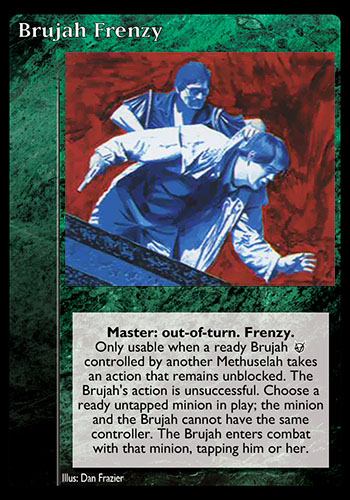 Brujah Frenzy
Master: out-of-turn. Frenzy.
Only usable when a ready Brujah
controlled by another Methuselah takes
an action that remains unblocked. The
Brujah's action is unsuccessful. Choose a
ready untapped minion in play; the minion
and the Brujah cannot have the same
controller. The Brujah enters combat
with that minion, tapping him or her.
Illus: Dan Frazier